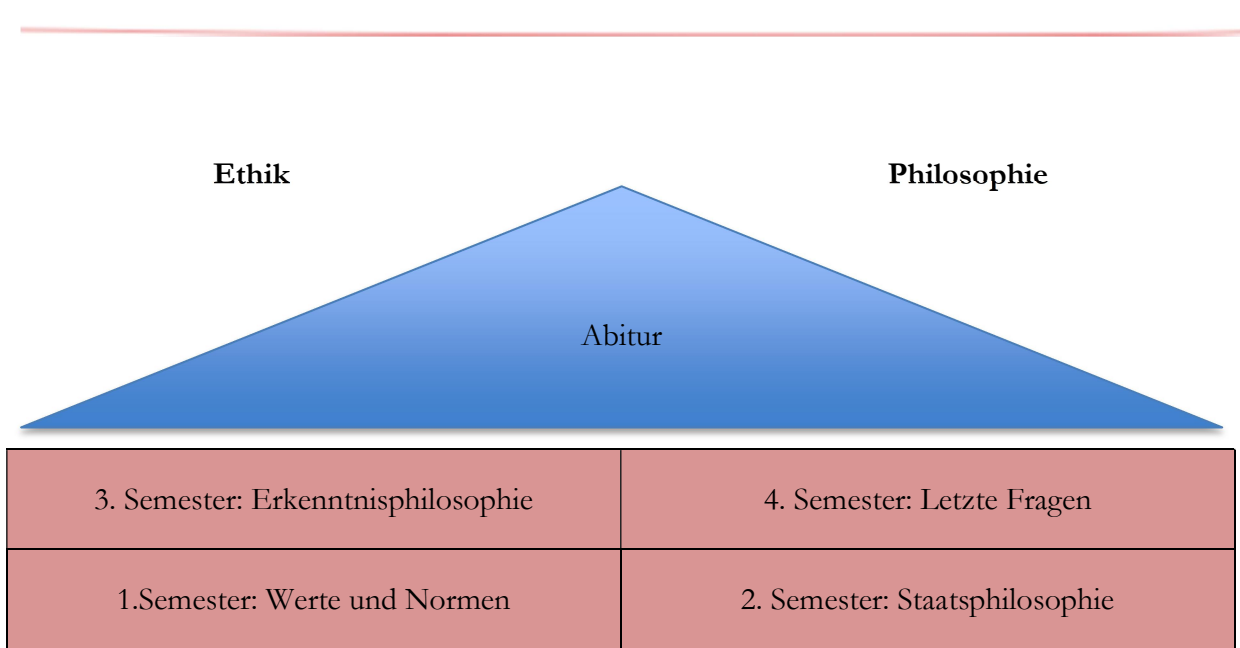 Ethik
Philosophie
Abitur
3. Semester: Erkenntnisphilosophie
4. Semester: Letzte Fragen
1.Semester: Werte und Normen
2. Semester: Staatsphilosophie